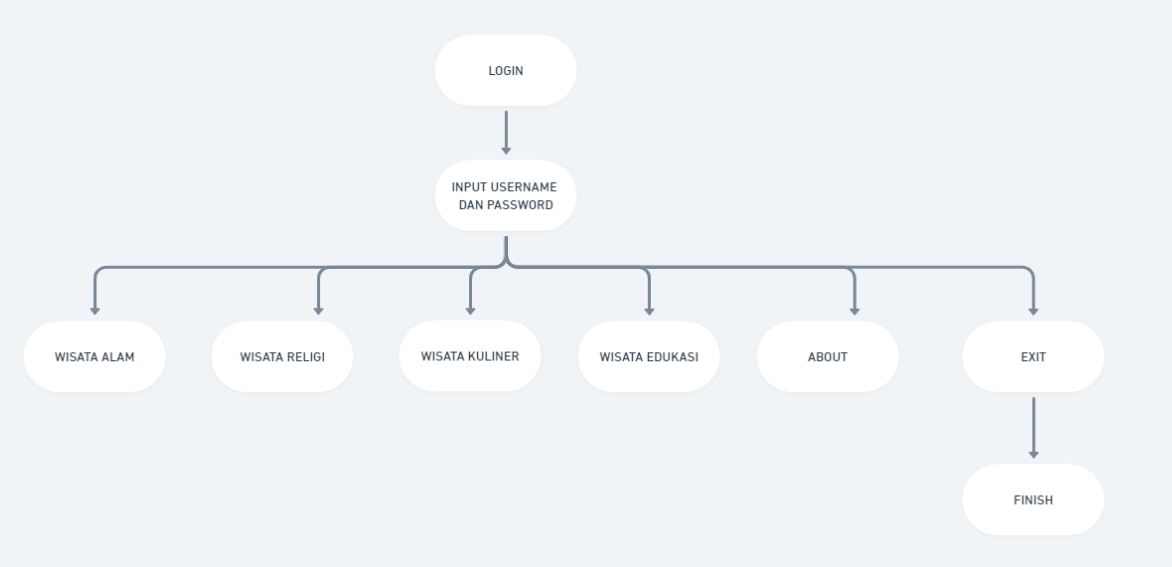 LOGIN
INPUT USERNAME
DAN PASSWORD
WISATA ALAM
WISATA RELIGI
WISATA KULINER
WISATA EDUKASI
ABOUT
EXIT
FINISH